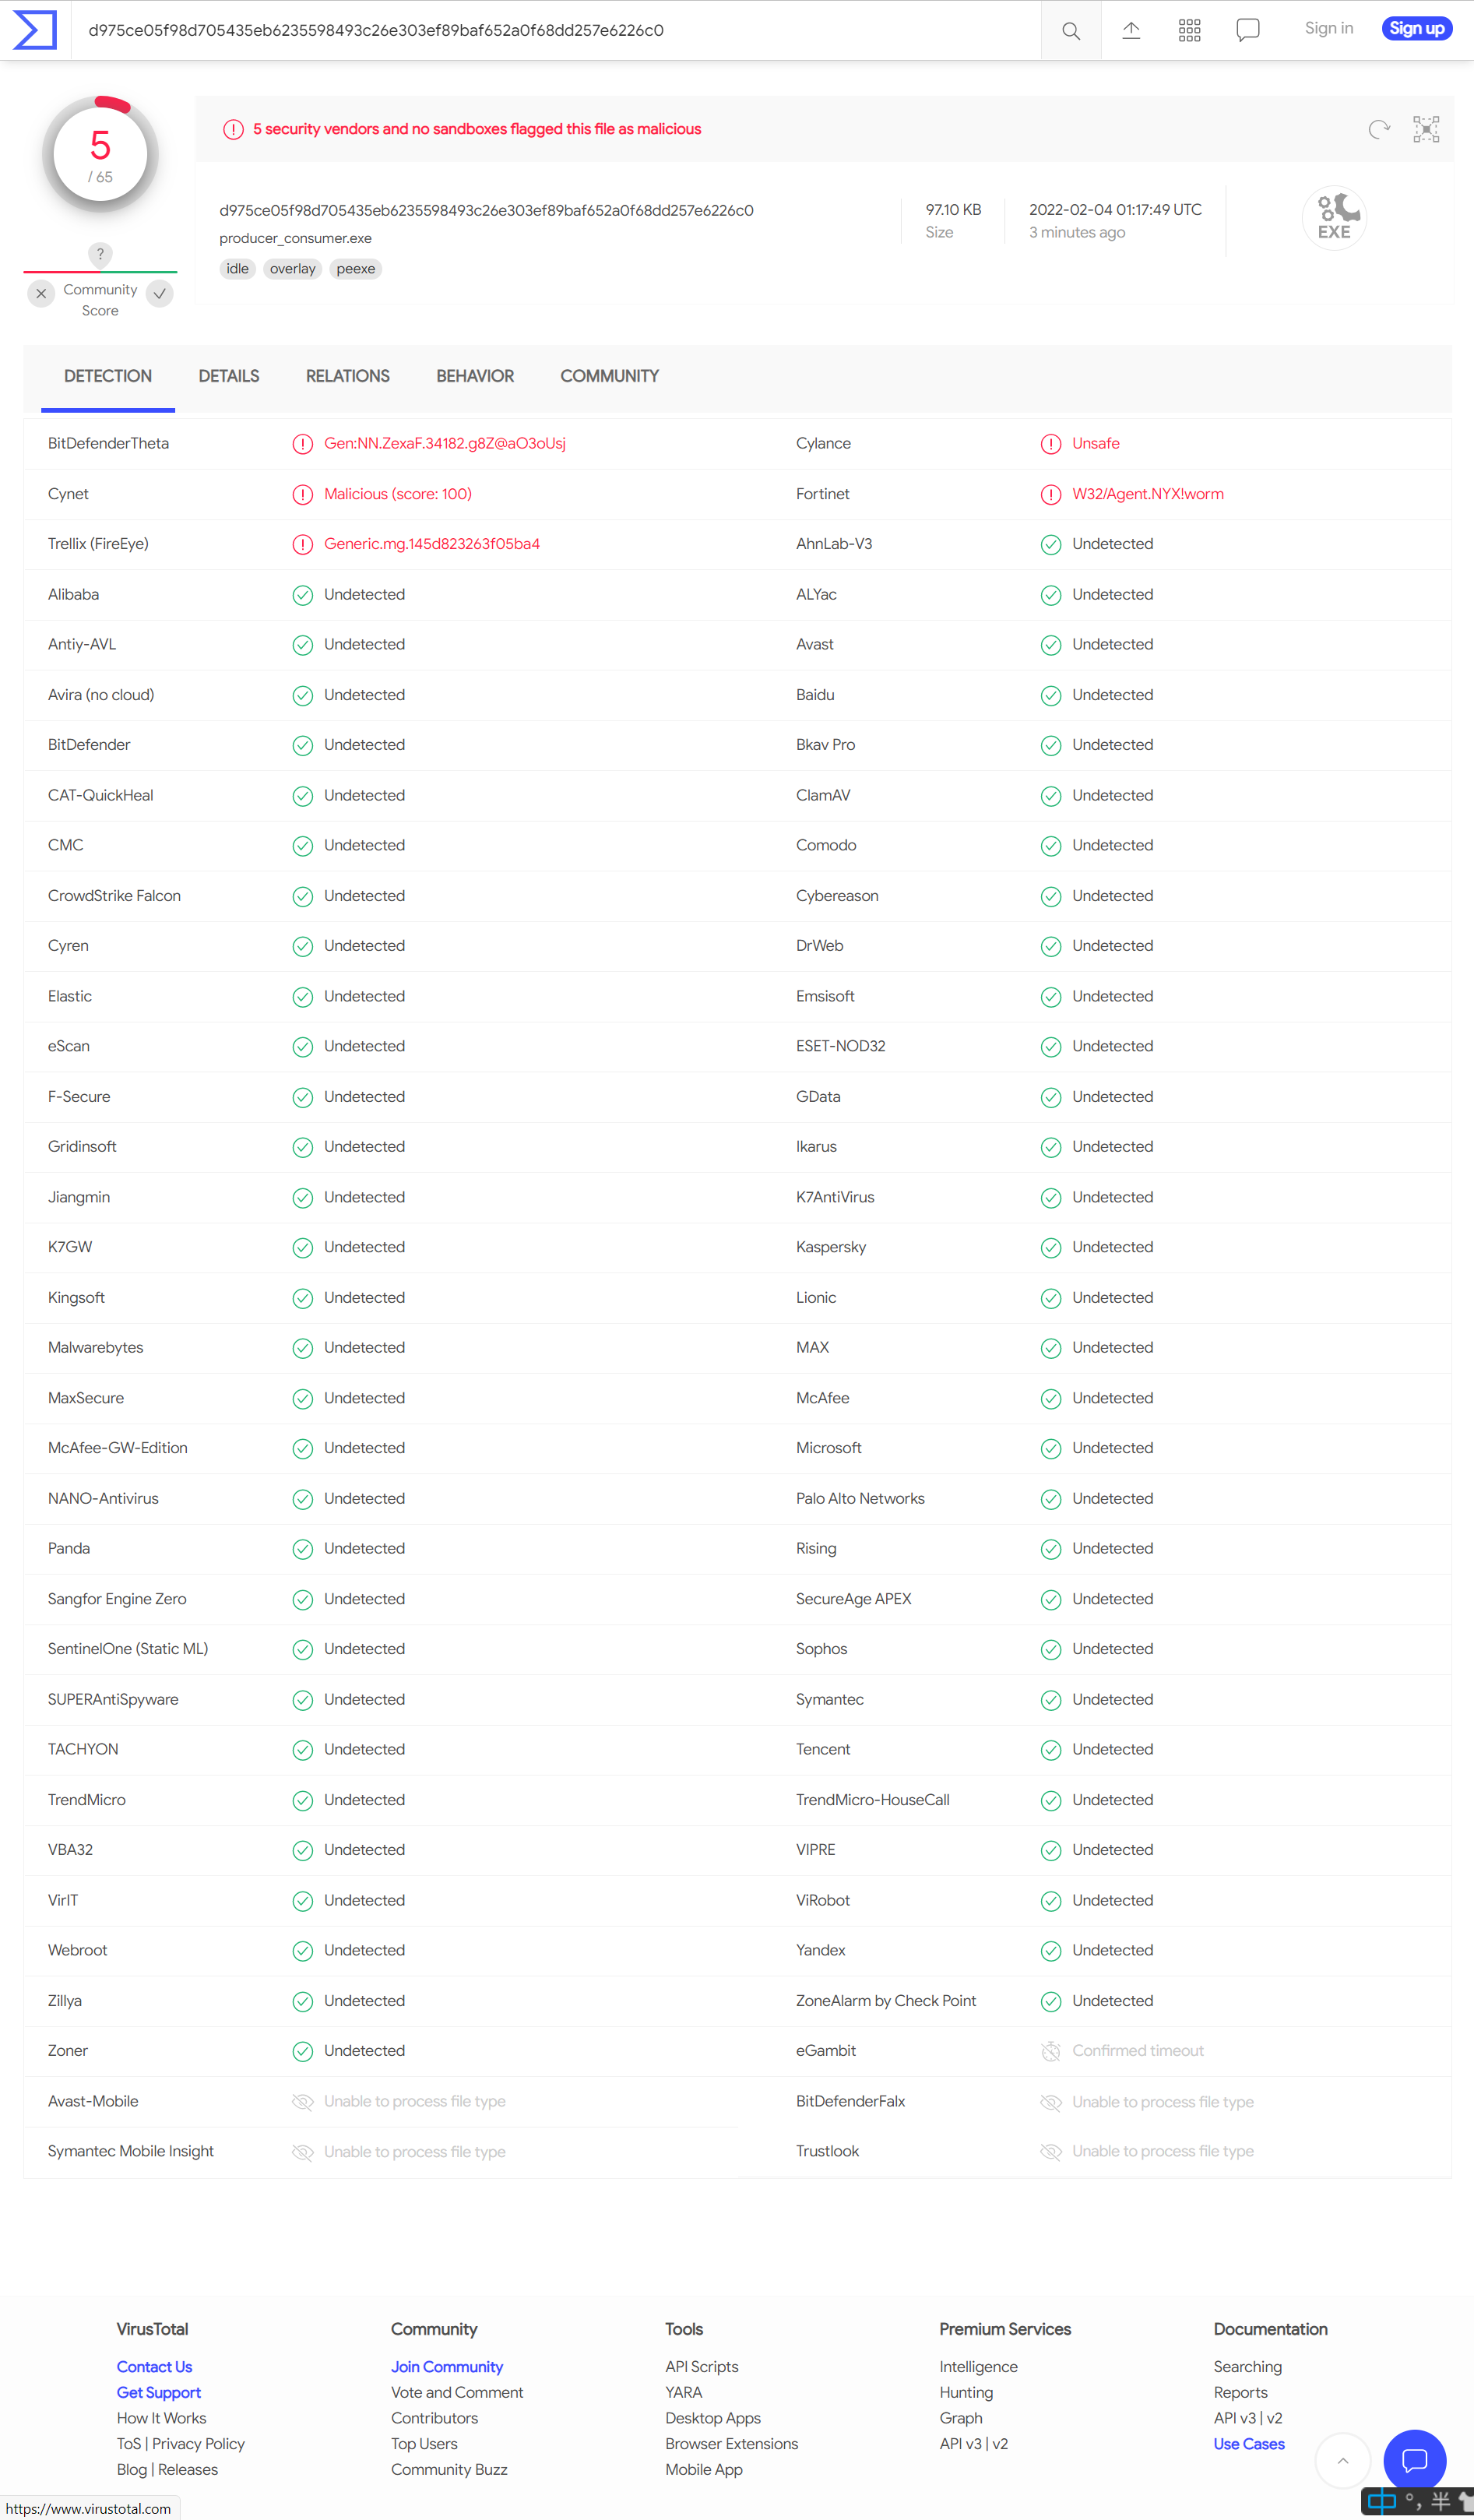 d975ce05f98d705435eb6235598493c26e303ef89baf652a0f68dd257e6226c0
Sign in
Sign up
5
/ 65
?
Community
Score
5 security vendors and no sandboxes flagged this file as malicious
d975ce05f98d705435eb6235598493c26e303ef89baf652a0f68dd257e6226c0
producer_consumer.exe
idle overlay peexe
97.10 KB
Size
2022-02-04 01:17:49 UTC
3 minutes ago
EXE
DETECTION DETAILS RELATIONS BEHAVIOR COMMUNITY
BitDefenderTheta Gen:NN.ZexaF.34182.g8Z@aO3oUsj Cylance Unsafe
Cynet Malicious (score: 100) Fortinet W32/Agent.NYX!worm
Trellix (FireEye) Generic.mg.145d823263f05ba4 AhnLab-V3 Undetected
Alibaba Undetected ALYac Undetected
Antiy-AVL Undetected Avast Undetected
Avira (no cloud) Undetected Baidu Undetected
BitDefender Undetected Bkav Pro Undetected
CAT-QuickHeal Undetected ClamAV Undetected
CMC Undetected Comodo Undetected
CrowdStrike Falcon Undetected Cybereason Undetected
Cyren Undetected DrWeb Undetected
Elastic Undetected Emsisoft Undetected
eScan Undetected ESET-NOD32 Undetected
F-Secure Undetected GData Undetected
Gridinsoft Undetected Ikarus Undetected
Jiangmin Undetected K7AntiVirus Undetected
K7GW Undetected Kaspersky Undetected
Kingsoft Undetected Lionic Undetected
Malwarebytes Undetected MAX Undetected
MaxSecure Undetected McAfee Undetected
McAfee-GW-Edition Undetected Microsoft Undetected
NANO-Antivirus Undetected Palo Alto Networks Undetected
Panda Undetected Rising Undetected
Sangfor Engine Zero Undetected SecureAge APEX Undetected
SentinelOne (Static ML) Undetected Sophos Undetected
SUPERAntiSpyware Undetected Symantec Undetected
TACHYON Undetected Tencent Undetected
TrendMicro Undetected TrendMicro-HouseCall Undetected
VBA32 Undetected VIPRE Undetected
VirIT Undetected ViRobot Undetected
Webroot Undetected Yandex Undetected
Zillya Undetected ZoneAlarm by Check Point Undetected
Zoner Undetected eGambit Confirmed timeout
Avast-Mobile Unable to process file type BitDefenderFalx Unable to process file type
Symantec Mobile Insight Unable to process file type Trustlook Unable to process file type
VirusTotal Community Tools Premium Services Documentation
Contact Us Join Community API Scripts Intelligence Searching
Get Support Vote and Comment YARA Hunting Reports
How It Works Contributors Desktop Apps Graph API v3 | v2
ToS | Privacy Policy Top Users Browser Extensions API v3 | v2 Use Cases
Blog | Releases Community Buzz Mobile App
https://www.virustotal.com
中 °, 半